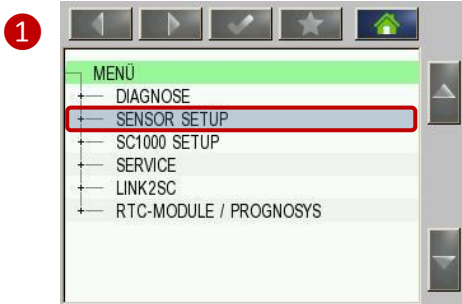 1
MENÜ
DIAGNOSE
SENSOR SETUP
SC1000 SETUP
SERVICE
LINK2SC
RTC-MODULE / PROGNOSYS